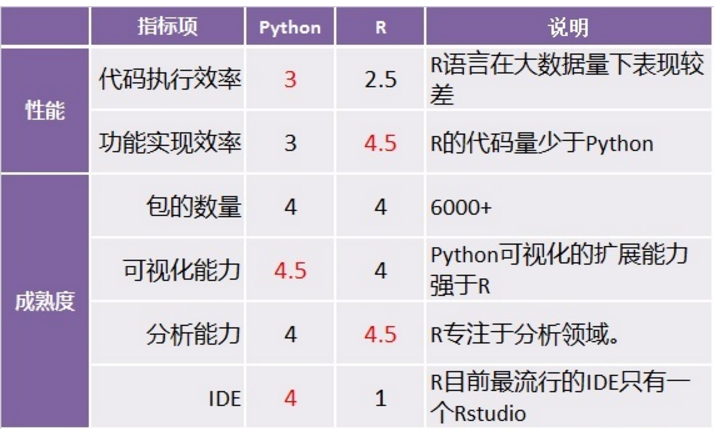 指标项 Python R 说明
性能
代码执行效率 3 2.5 R语言在大数据量下表现较
差
功能实现效率 3 4.5 R的代码量少于Python
成熟度
包的数量 4 4 6000+
可视化能力 4.5 4 Python可视化的扩展能力
强于R
分析能力 4 4.5 R专注于分析领域。
IDE 4 1 R目前最流行的IDE只有一
个Rstudio